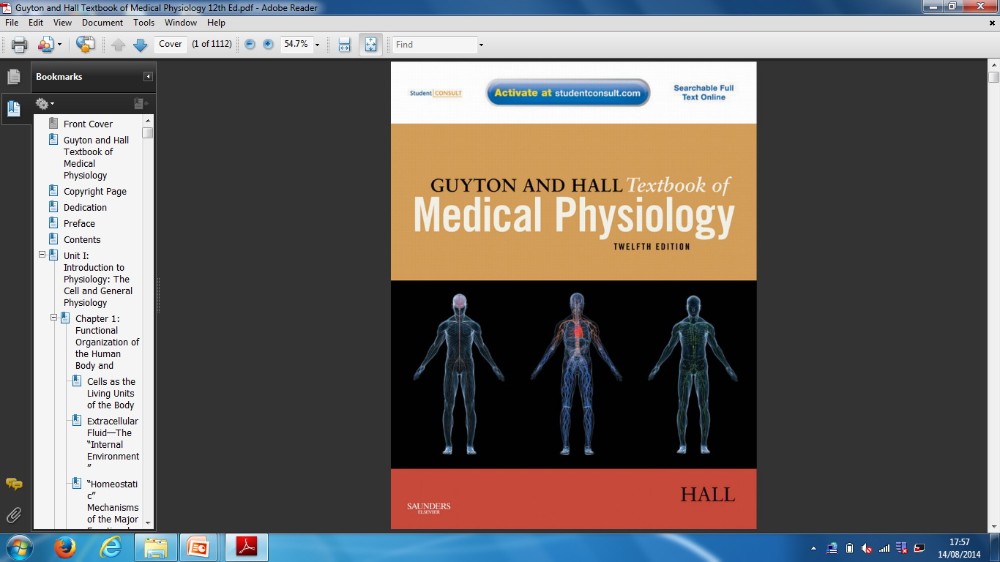 Guyton and Hall Textbook of Medical Physiology 12th Ed.pdf - Adobe Reader
File Edit View Document Tools Window Help
Cover (1 of 1112) 54.7% Find
Bookmarks
Front Cover
Guyton and Hall
Textbook of
Medical
Physiology
Copyright Page
Dedication
Preface
Contents
Unit I:
Introduction to
Physiology: The
Cell and General
Physiology
Chapter 1:
Functional
Organization of
the Human
Body and
Cells as the
Living Units
of the Body
Extracellular
Fluid—The
“Internal
Environment
”
“Homeostati
c”
Mechanisms
of the Major
Student CONSULT
Activate at studentconsult.com
Searchable Full
Text Online
GUYTON AND HALL Textbook of
Medical Physiology
TWELFTH EDITION
HALL
SAUNDERS
ELSEVIER
17:57
14/08/2014